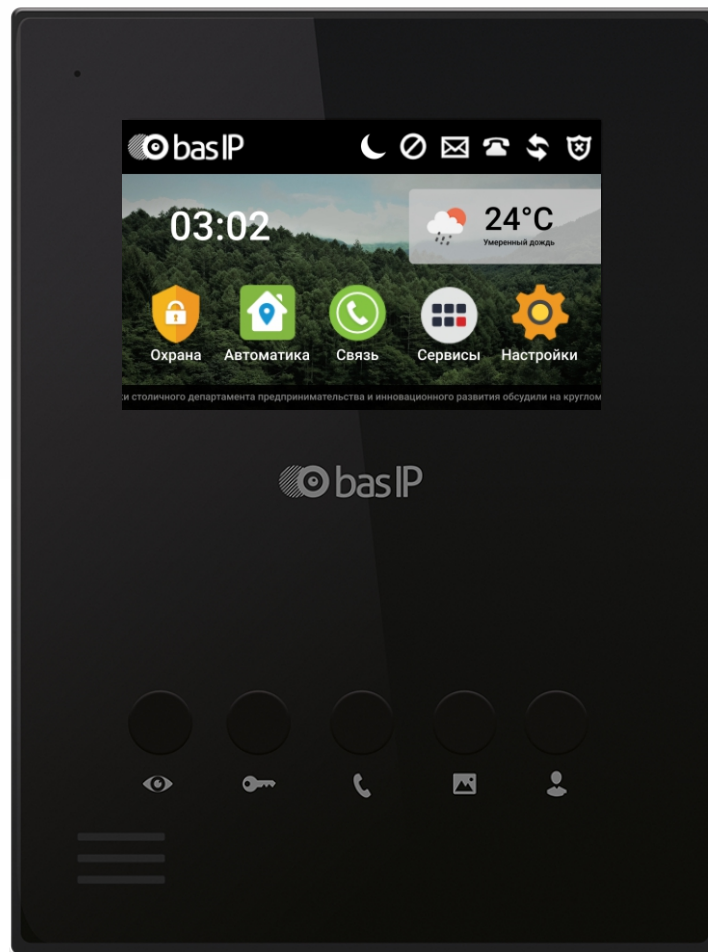 bas IP
03:02
24°C
Умеренный дождь
Охрана Автоматика Связь Сервисы Настройки
ки столичного департамента предпринимательства и инновационного развития обсудили на круглом
bas IP